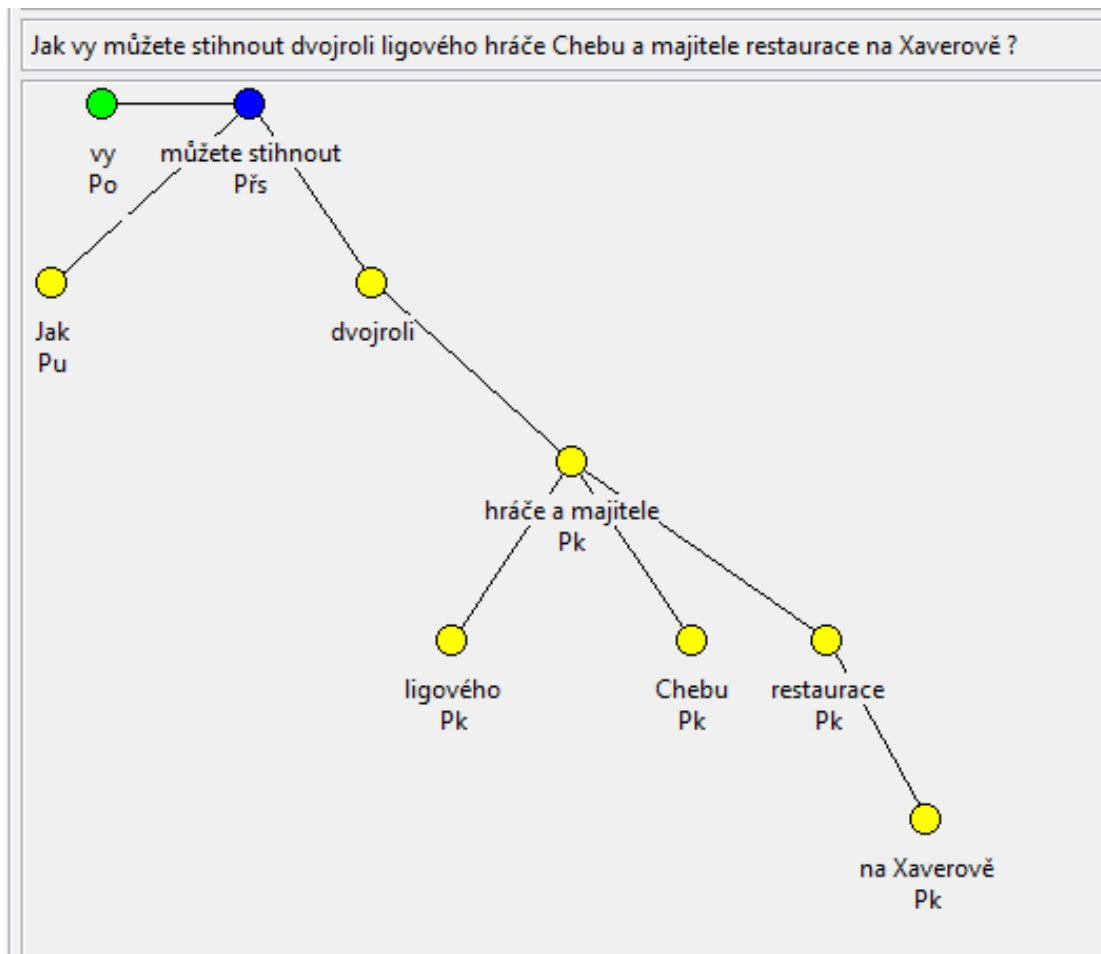 Jak vy můžete stihnout dvojroli ligového hráče Chebu a majitele restaurace na Xaverově ?
vy můžete stihnout
Po Přs
Jak dvojroli
Pu
hráče a majitele
Pk
ligového Chebu restaurace
Pk Pk Pk
na Xaverově
Pk